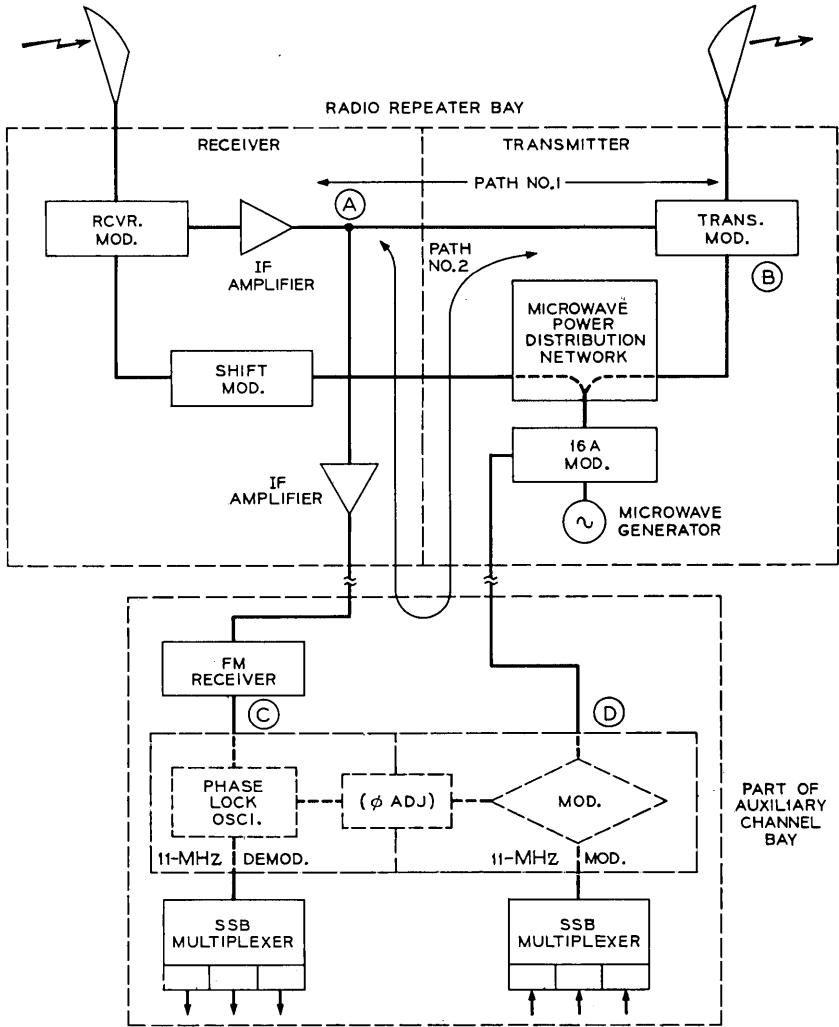 RADIO REPEATER BAY
RECEIVER
TRANSMITTER
PATH NO.1
A
RCVR.
MOD.
IF
AMPLIFIER
PATH
NO.2
TRANS.
MOD.
B
MICROWAVE
POWER
DISTRIBUTION
NETWORK
SHIFT
MOD.
16A
MOD.
IF
AMPLIFIER
MICROWAVE
GENERATOR
FM
RECEIVER
C
D
PHASE
LOCK
OSCI.
(φ ADJ)
MOD.
PART OF
AUXILIARY
CHANNEL
BAY
11-MHZ DEMOD.
11-MHZ MOD.
SSB
MULTIPLEXER
SSB
MULTIPLEXER